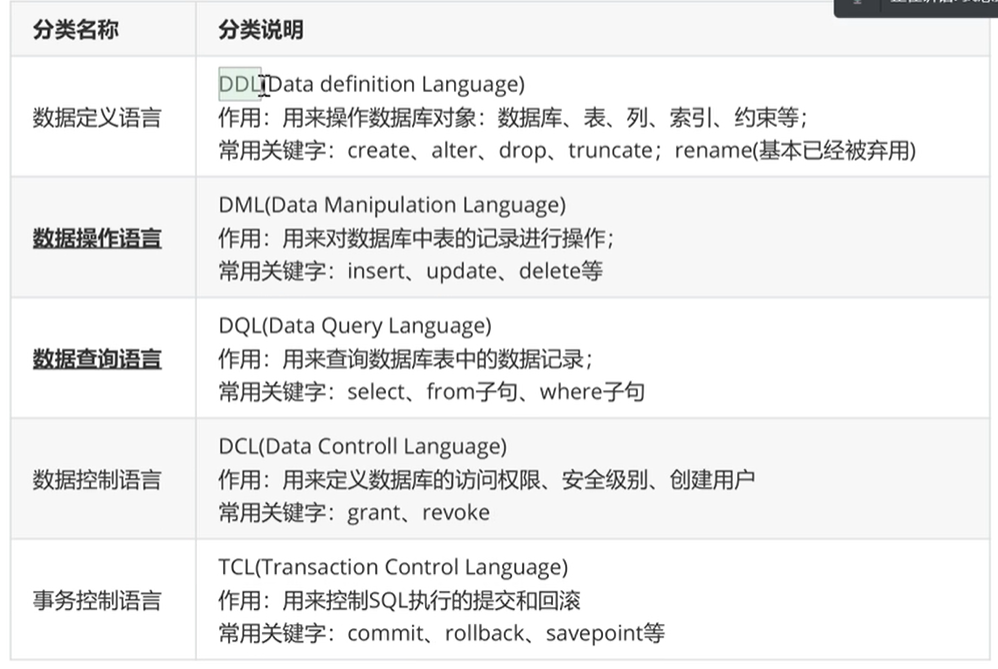 分类名称
分类说明
数据定义语言
DDL(Data definition Language)
作用：用来操作数据库对象：数据库、表、列、索引、约束等；
常用关键字：create、alter、drop、truncate；rename(基本已经被弃用)
数据操作语言
DML(Data Manipulation Language)
作用：用来对数据库中表的记录进行操作；
常用关键字：insert、update、delete等
数据查询语言
DQL(Data Query Language)
作用：用来查询数据库表中的数据记录；
常用关键字：select、from子句、where子句
数据控制语言
DCL(Data Controll Language)
作用：用来定义数据库的访问权限、安全级别、创建用户
常用关键字：grant、revoke
事务控制语言
TCL(Transaction Control Language)
作用：用来控制SQL执行的提交和回滚
常用关键字：commit、rollback、savepoint等